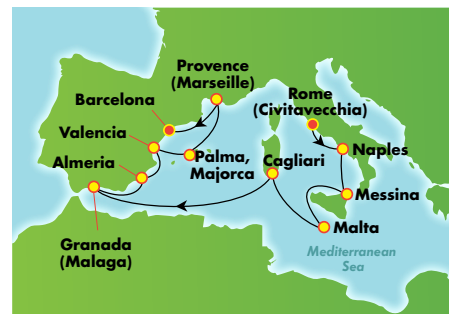 Provence
(Marseille)
Rome
(Civitavecchia)
Barcelona
Valencia
Almeria
Palma,
Majorca
Cagliari
Naples
Messina
Malta
Granada
(Malaga)
Mediterranean
Sea